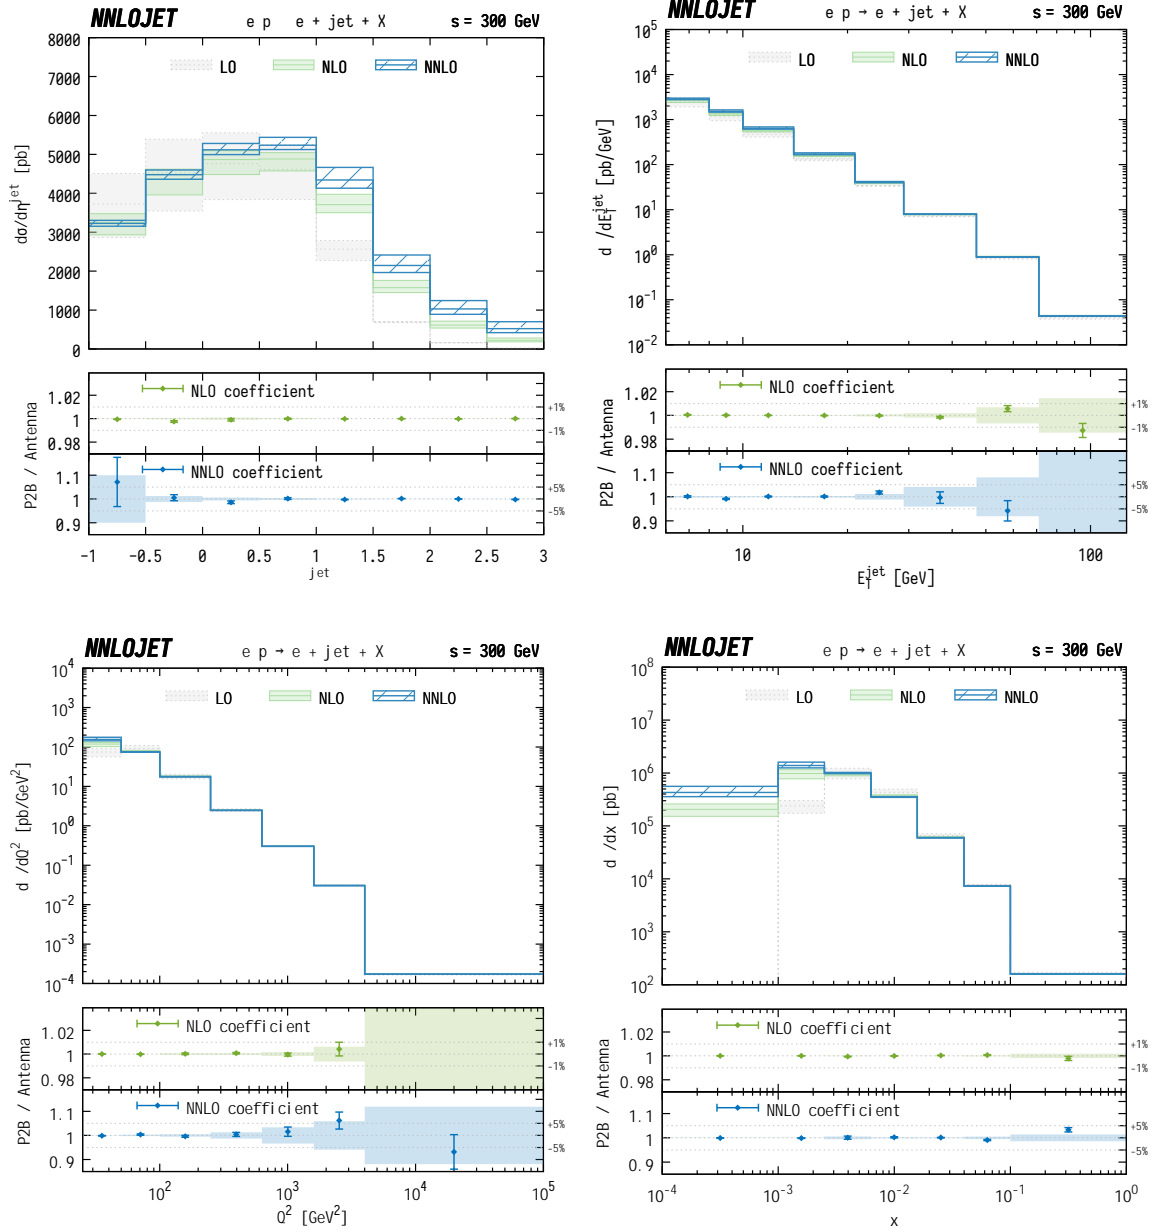 NNLOJET e p e + jet + X s = 300 GeV
8000
7000
6000
5000
4000
3000
2000
1000
0
dσ/dη^jet [pb]
LO NLO NNLO
1.02
1
0.98
NLO coefficient
+1%
-1%
1.1
1
0.9
NNLO coefficient
+5%
-5%
P2B / Antenna
-1 -0.5 0 0.5 1 1.5 2 2.5 3
jet
NNLOJET e p → e + jet + X s = 300 GeV
10^5
10^4
10^3
10^2
10^1
10^0
10^-1
10^-2
d /dE_T^jet [pb/GeV]
LO NLO NNLO
1.02
1
0.98
NLO coefficient
+1%
-1%
1.1
1
0.9
NNLO coefficient
+5%
-5%
P2B / Antenna
10 100
E_T^jet [GeV]
NNLOJET e p → e + jet + X s = 300 GeV
10^4
10^3
10^2
10^1
10^0
10^-1
10^-2
10^-3
10^-4
d /dQ^2 [pb/GeV^2]
LO NLO NNLO
1.02
1
0.98
NLO coefficient
+1%
-1%
1.1
1
0.9
NNLO coefficient
+5%
-5%
P2B / Antenna
10^2 10^3 10^4 10^5
Q^2 [GeV^2]
NNLOJET e p → e + jet + X s = 300 GeV
10^8
10^7
10^6
10^5
10^4
10^3
10^2
d /dx [pb]
LO NLO NNLO
1.02
1
0.98
NLO coefficient
+1%
-1%
1.1
1
0.9
NNLO coefficient
+5%
-5%
P2B / Antenna
10^-4 10^-3 10^-2 10^-1 10^0
x